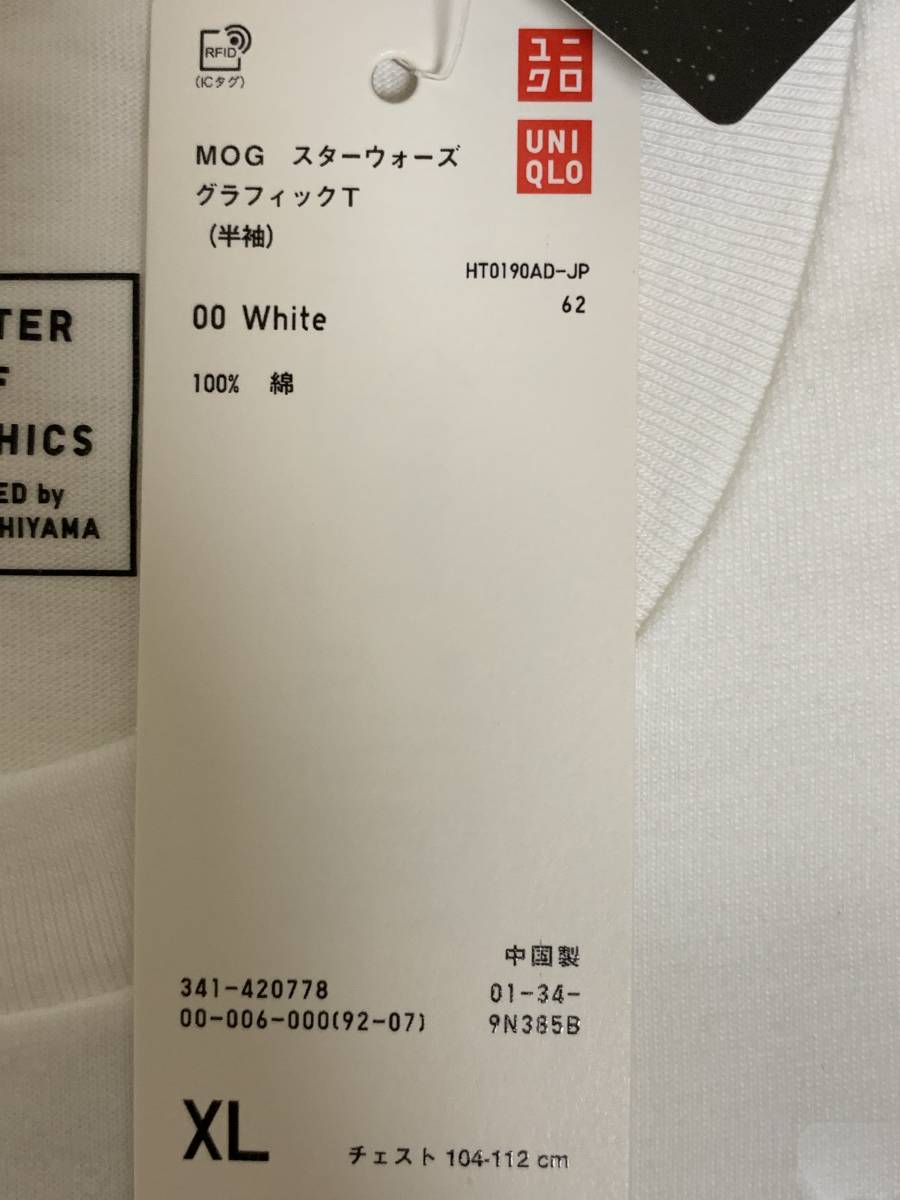 RFID
(ICタグ)
ユニ
クロ
UNI
QLO
MOG スターウォーズ
グラフィックT
(半袖)
HT0190AD-JP
62
00 White
100% 綿
TER
F
HICS
ED by
HIYAMA
中国製
341-420778
01-34-
00-006-000(92-07)
9N385B
XL
チェスト 104-112 cm